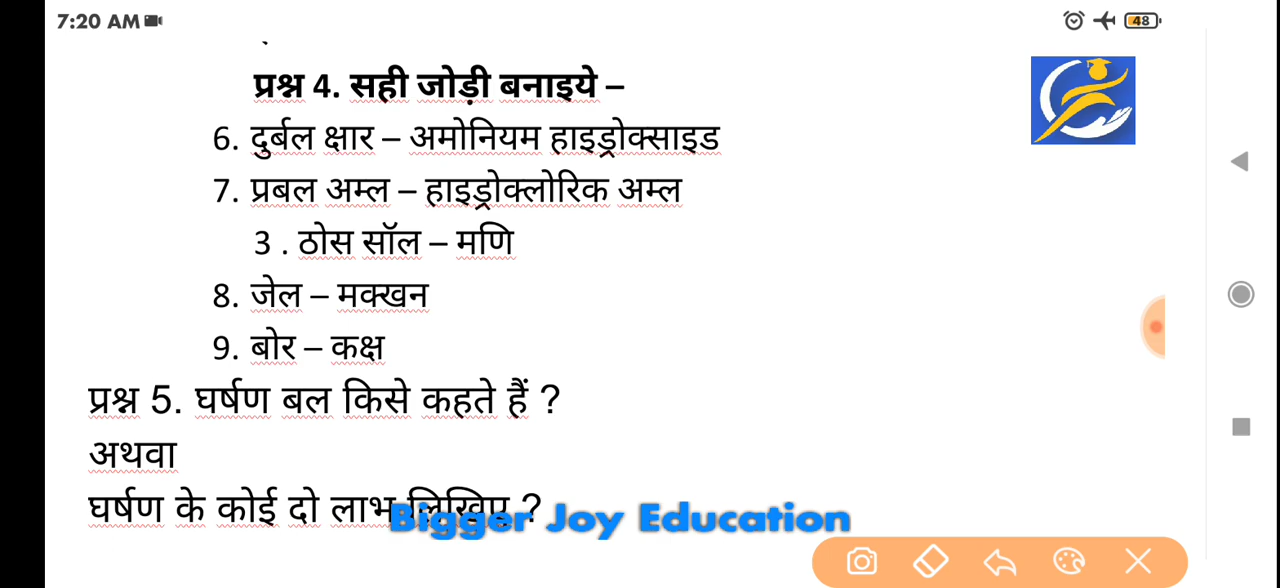 7:20 AM
48
प्रश्न 4. सही जोड़ी बनाइये –
6. दुर्बल क्षार – अमोनियम हाइड्रोक्साइड
7. प्रबल अम्ल – हाइड्रोक्लोरिक अम्ल
3 . ठोस सॉल – मणि
8. जेल – मक्खन
9. बोर – कक्ष
प्रश्न 5. घर्षण बल किसे कहते हैं ?
अथवा
घर्षण के कोई दो लाभ लिखिए ?
Bigger Joy Education